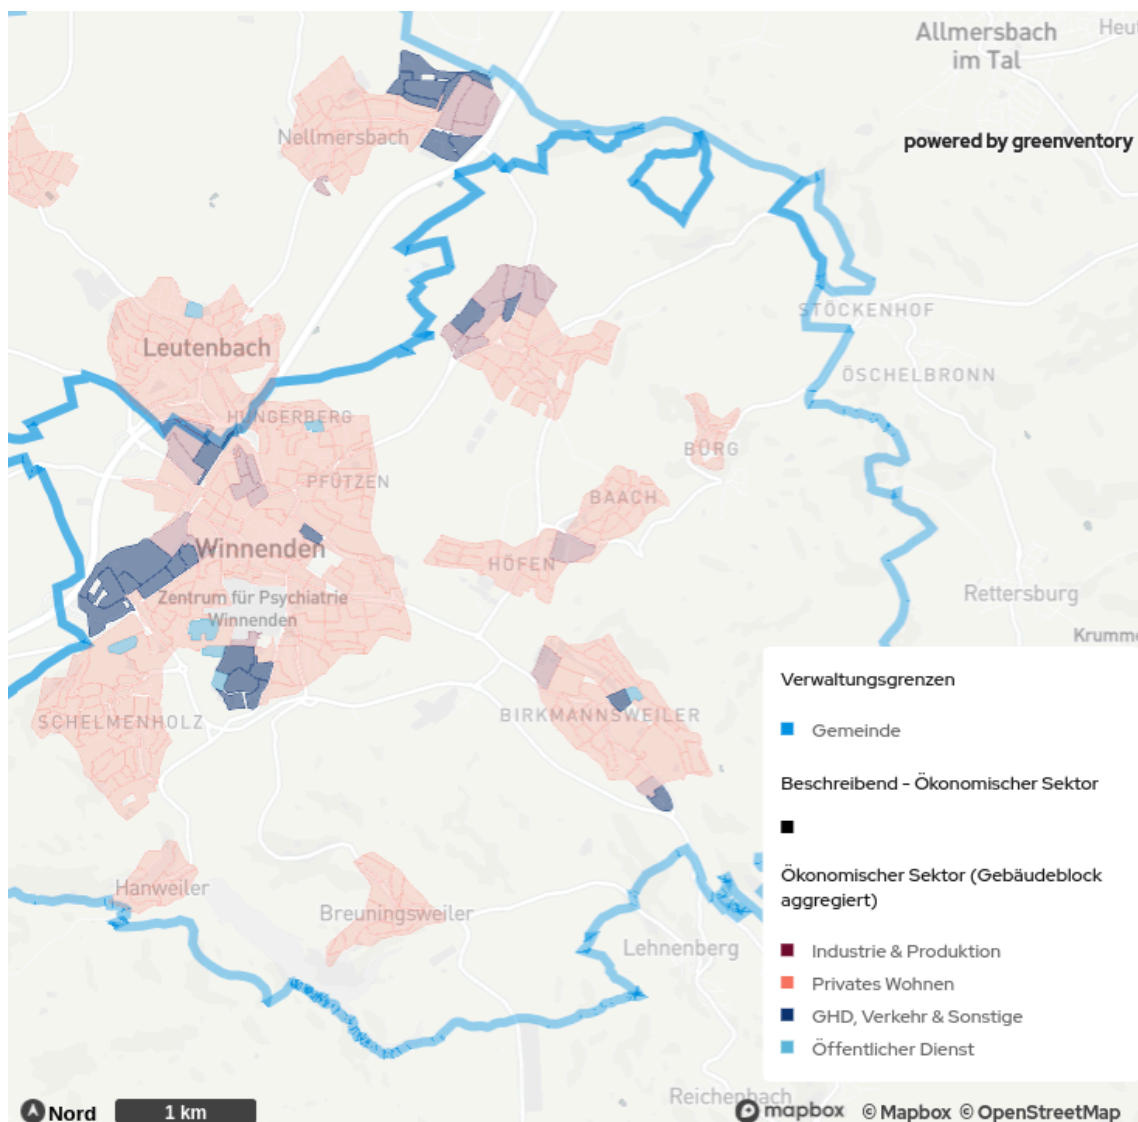 Allmersbach
im Tal
Heut
powered by greenventory
Nellmersbach
STÖCKENHOF
Leutenbach
ÖSCHELBRONN
HUNGERBERG
BÜRG
PFÜTZEN
BAACH
Winnenden
HÖFEN
Zentrum für Psychiatrie
Winnenden
Rettersburg
Krumme
SCHELMENHOLZ
BIRKMANNSWEILER
Hanweiler
Breuningsweiler
Lehnenberg
Reichenbach
Verwaltungsgrenzen
Gemeinde
Beschreibend - Ökonomischer Sektor
Ökonomischer Sektor (Gebäudeblock
aggregiert)
Industrie & Produktion
Privates Wohnen
GHD, Verkehr & Sonstige
Öffentlicher Dienst
Nord
1 km
mapbox © Mapbox © OpenStreetMap